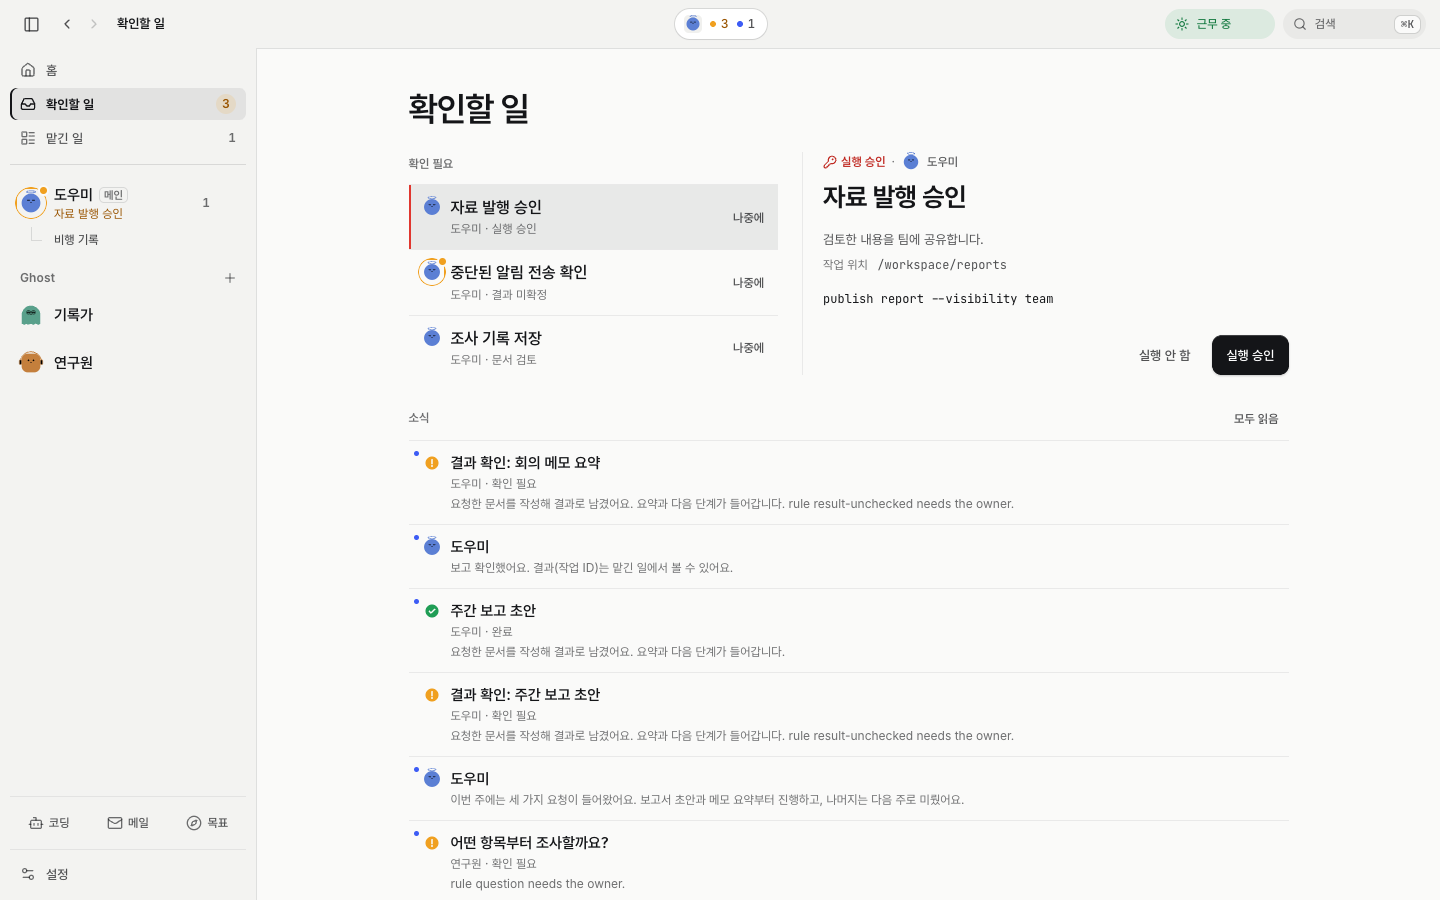 확인할 일
3
1
근무 중
검색
⌘K
홈
확인할 일
3
맡긴 일
1
도우미
메인
자료 발행 승인
1
비행 기록
Ghost
기록가
연구원
코딩
메일
목표
설정
확인할 일
확인 필요
자료 발행 승인
도우미 · 실행 승인
나중에
중단된 알림 전송 확인
도우미 · 결과 미확정
나중에
조사 기록 저장
도우미 · 문서 검토
나중에
실행 승인 · 도우미
자료 발행 승인
검토한 내용을 팀에 공유합니다.
작업 위치 /workspace/reports
publish report --visibility team
실행 안 함
실행 승인
소식
모두 읽음
결과 확인: 회의 메모 요약
도우미 · 확인 필요
요청한 문서를 작성해 결과로 남겼어요. 요약과 다음 단계가 들어갑니다. rule result-unchecked needs the owner.
도우미
보고 확인했어요. 결과(작업 ID)는 맡긴 일에서 볼 수 있어요.
주간 보고 초안
도우미 · 완료
요청한 문서를 작성해 결과로 남겼어요. 요약과 다음 단계가 들어갑니다.
결과 확인: 주간 보고 초안
도우미 · 확인 필요
요청한 문서를 작성해 결과로 남겼어요. 요약과 다음 단계가 들어갑니다. rule result-unchecked needs the owner.
도우미
이번 주에는 세 가지 요청이 들어왔어요. 보고서 초안과 메모 요약부터 진행하고, 나머지는 다음 주로 미뤘어요.
어떤 항목부터 조사할까요?
연구원 · 확인 필요
rule question needs the owner.